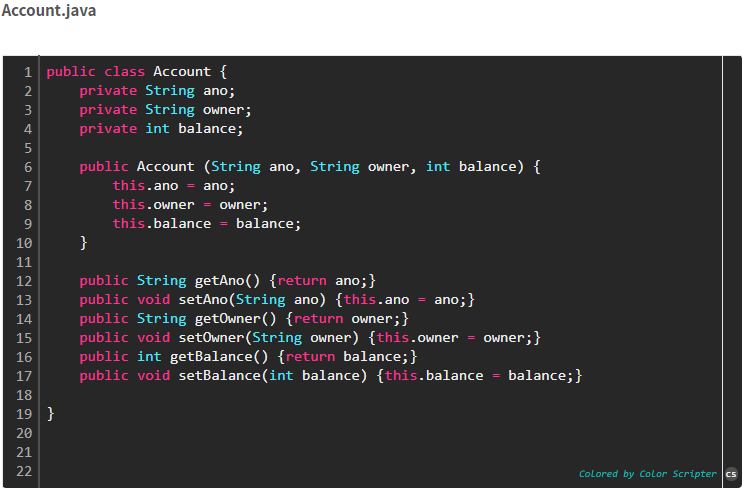 Account.java
1 public class Account {
2     private String ano;
3     private String owner;
4     private int balance;
5
6     public Account (String ano, String owner, int balance) {
7         this.ano = ano;
8         this.owner = owner;
9         this.balance = balance;
10     }
11
12     public String getAno() {return ano;}
13     public void setAno(String ano) {this.ano = ano;}
14     public String getOwner() {return owner;}
15     public void setOwner(String owner) {this.owner = owner;}
16     public int getBalance() {return balance;}
17     public void setBalance(int balance) {this.balance = balance;}
18
19 }
20
21
22
Colored by Color Scripter cs